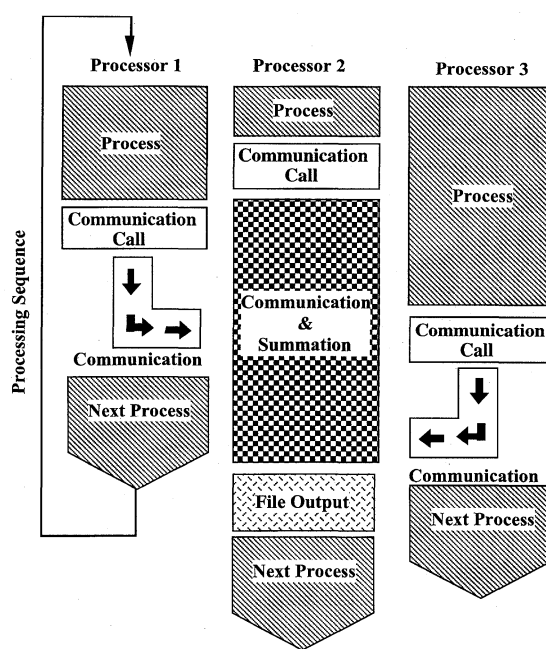 Processor 1
Processor 2
Processor 3
Processing Sequence
Process
Communication
Call
Communication
Next Process
Process
Communication
Call
Communication
&
Summation
File Output
Next Process
Process
Communication
Call
Communication
Next Process